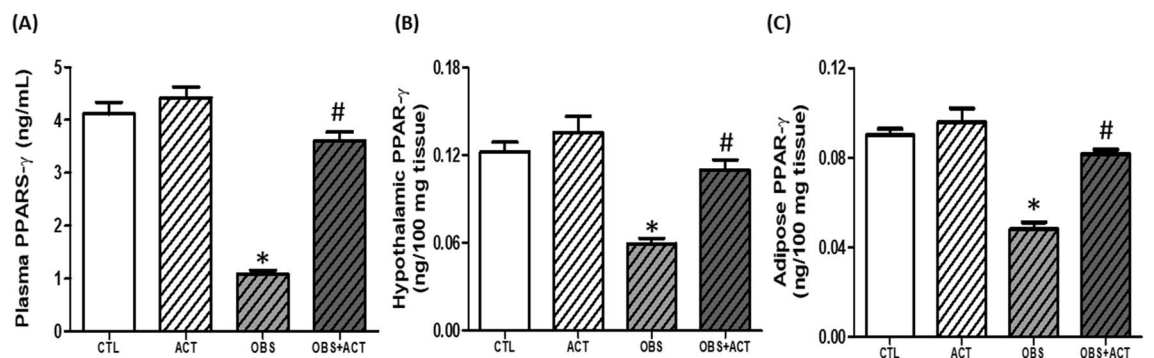 (A)
Plasma PPARS-γ (ng/mL)
5
4
3
2
1
0
*
#
CTL
ACT
OBS
OBS+ACT
(B)
Hypothalamic PPAR-γ
(ng/100 mg tissue)
0.18
0.12
0.06
0.00
*
#
CTL
ACT
OBS
OBS+ACT
(C)
Adipose PPAR-γ
(ng/100 mg tissue)
0.12
0.08
0.04
0.00
*
#
CTL
ACT
OBS
OBS+ACT